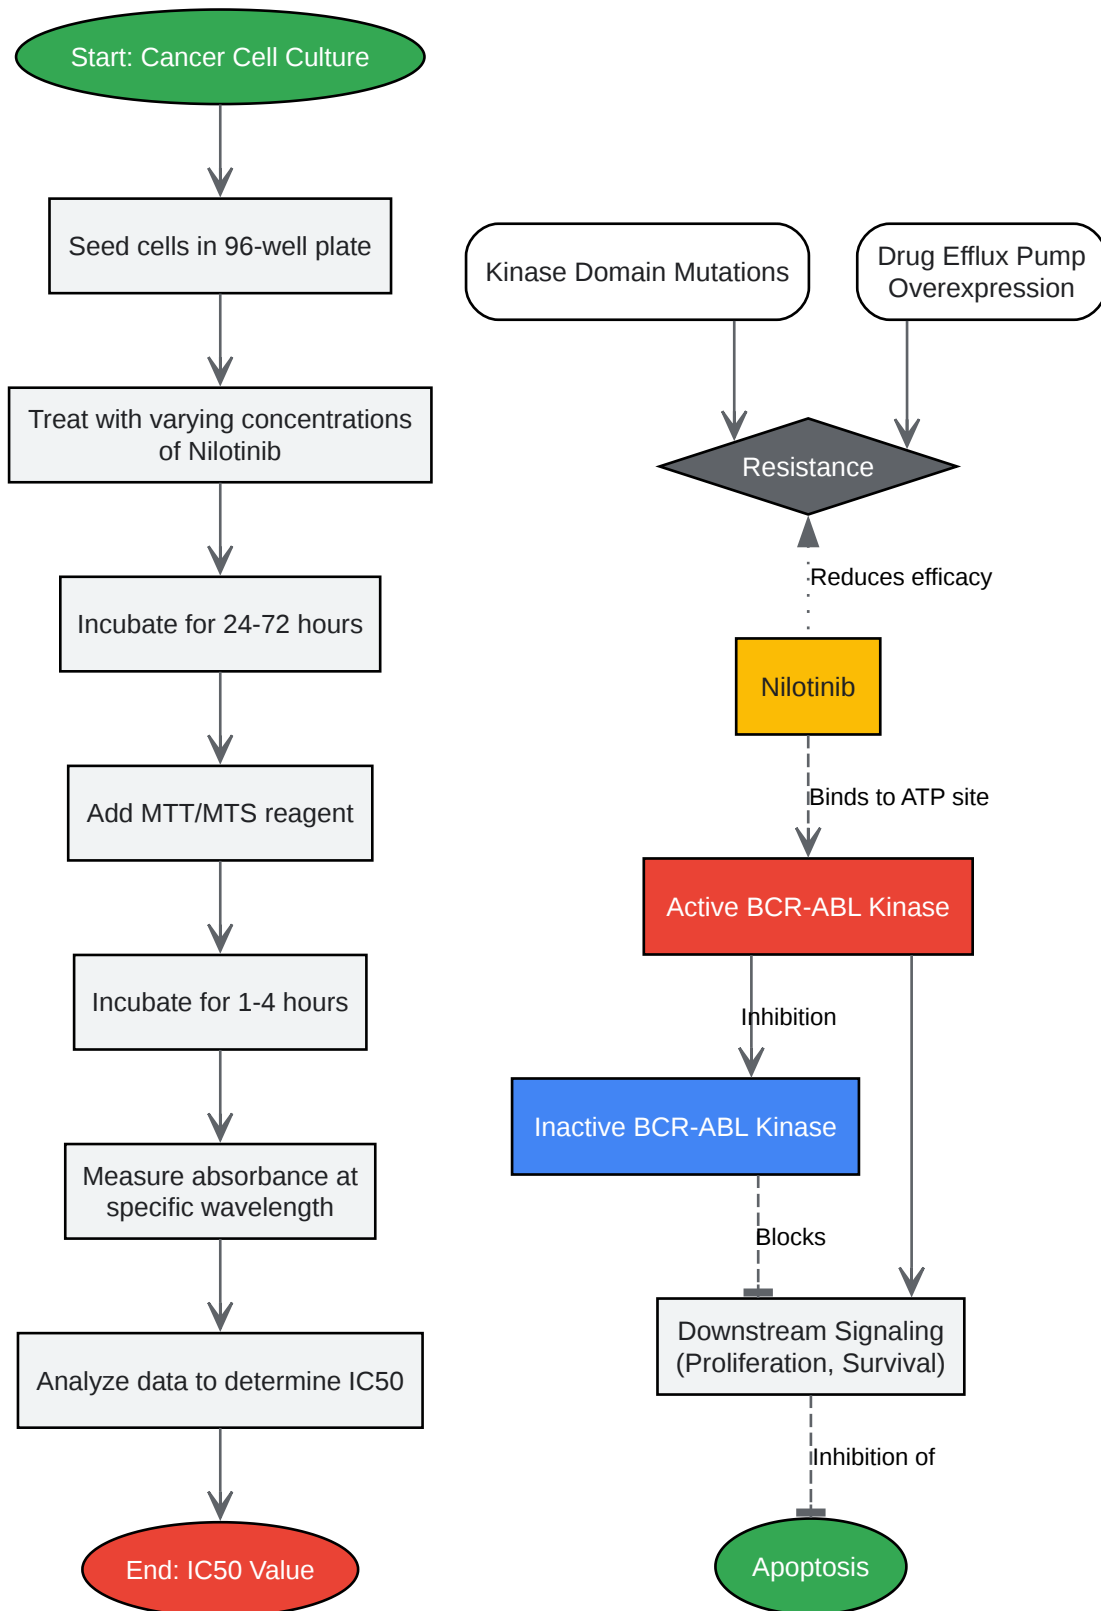 Start: Cancer Cell Culture
Seed cells in 96-well plate
Treat with varying concentrations
of Nilotinib
Incubate for 24-72 hours
Add MTT/MTS reagent
Incubate for 1-4 hours
Measure absorbance at
specific wavelength
Analyze data to determine IC50
End: IC50 Value
Kinase Domain Mutations
Drug Efflux Pump
Overexpression
Resistance
Reduces efficacy
Nilotinib
Binds to ATP site
Active BCR-ABL Kinase
Inhibition
Inactive BCR-ABL Kinase
Blocks
Downstream Signaling
(Proliferation, Survival)
Inhibition of
Apoptosis